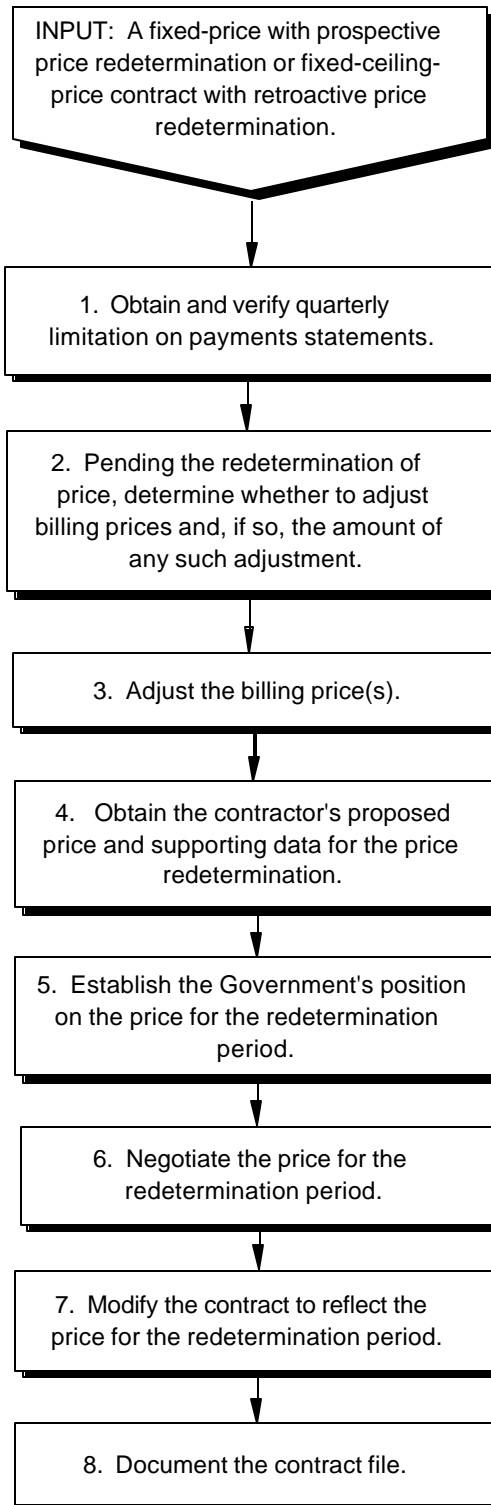 INPUT:  A fixed-price with prospective
price redetermination or fixed-ceiling-
price contract with retroactive price
redetermination.
1.  Obtain and verify quarterly
limitation on payments statements.
2.  Pending the redetermination of
price, determine whether to adjust
billing prices and, if so, the amount of
any such adjustment.
3.  Adjust the billing price(s).
4.   Obtain the contractor's proposed
price and supporting data for the price
redetermination.
5.  Establish the Government's position
on the price for the redetermination
period.
6.  Negotiate the price for the
redetermination period.
7.  Modify the contract to reflect the
price for the redetermination period.
8.  Document the contract file.